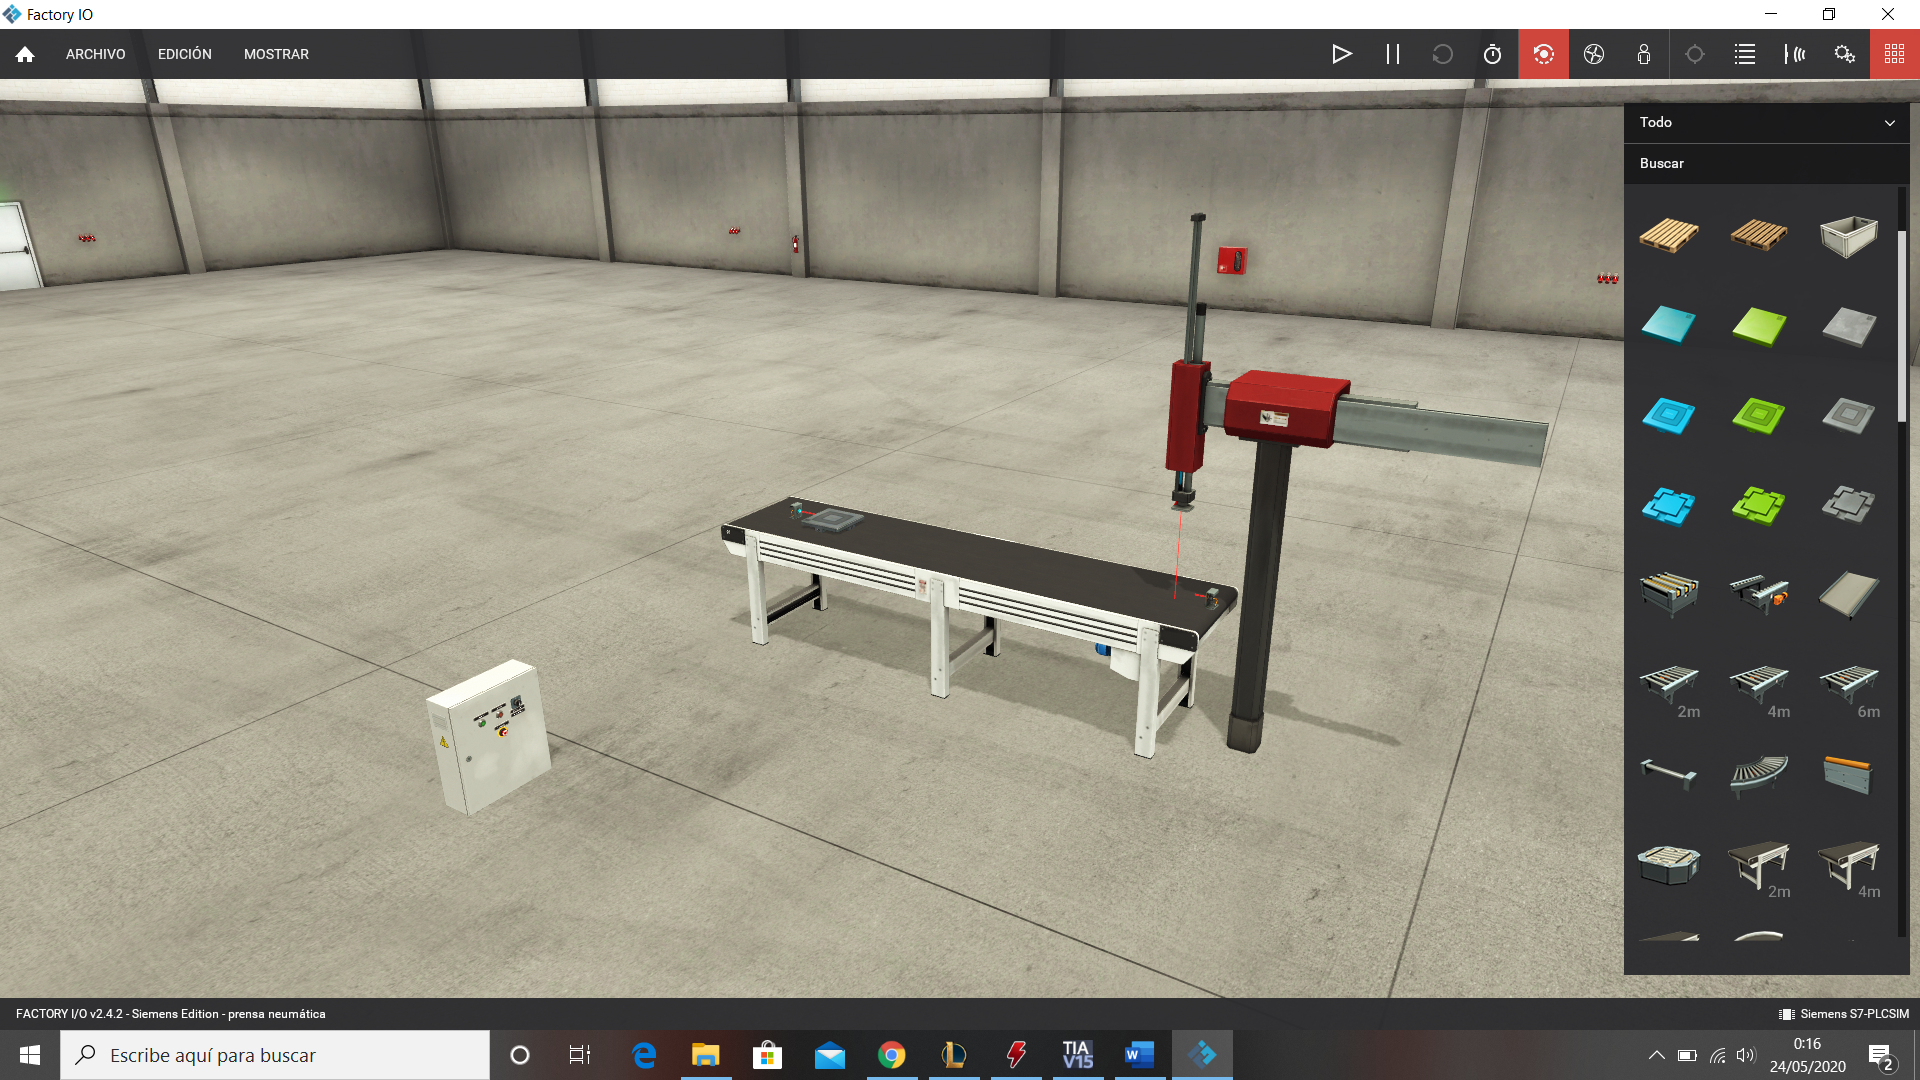 Factory IO
ARCHIVO
EDICIÓN
MOSTRAR
Todo
Buscar
2m
4m
6m
2m
4m
FACTORY I/O v2.4.2 - Siemens Edition - prensa neumática
Siemens S7-PLCSIM
Escribe aquí para buscar
TIA
V15
W
0:16
24/05/2020
2